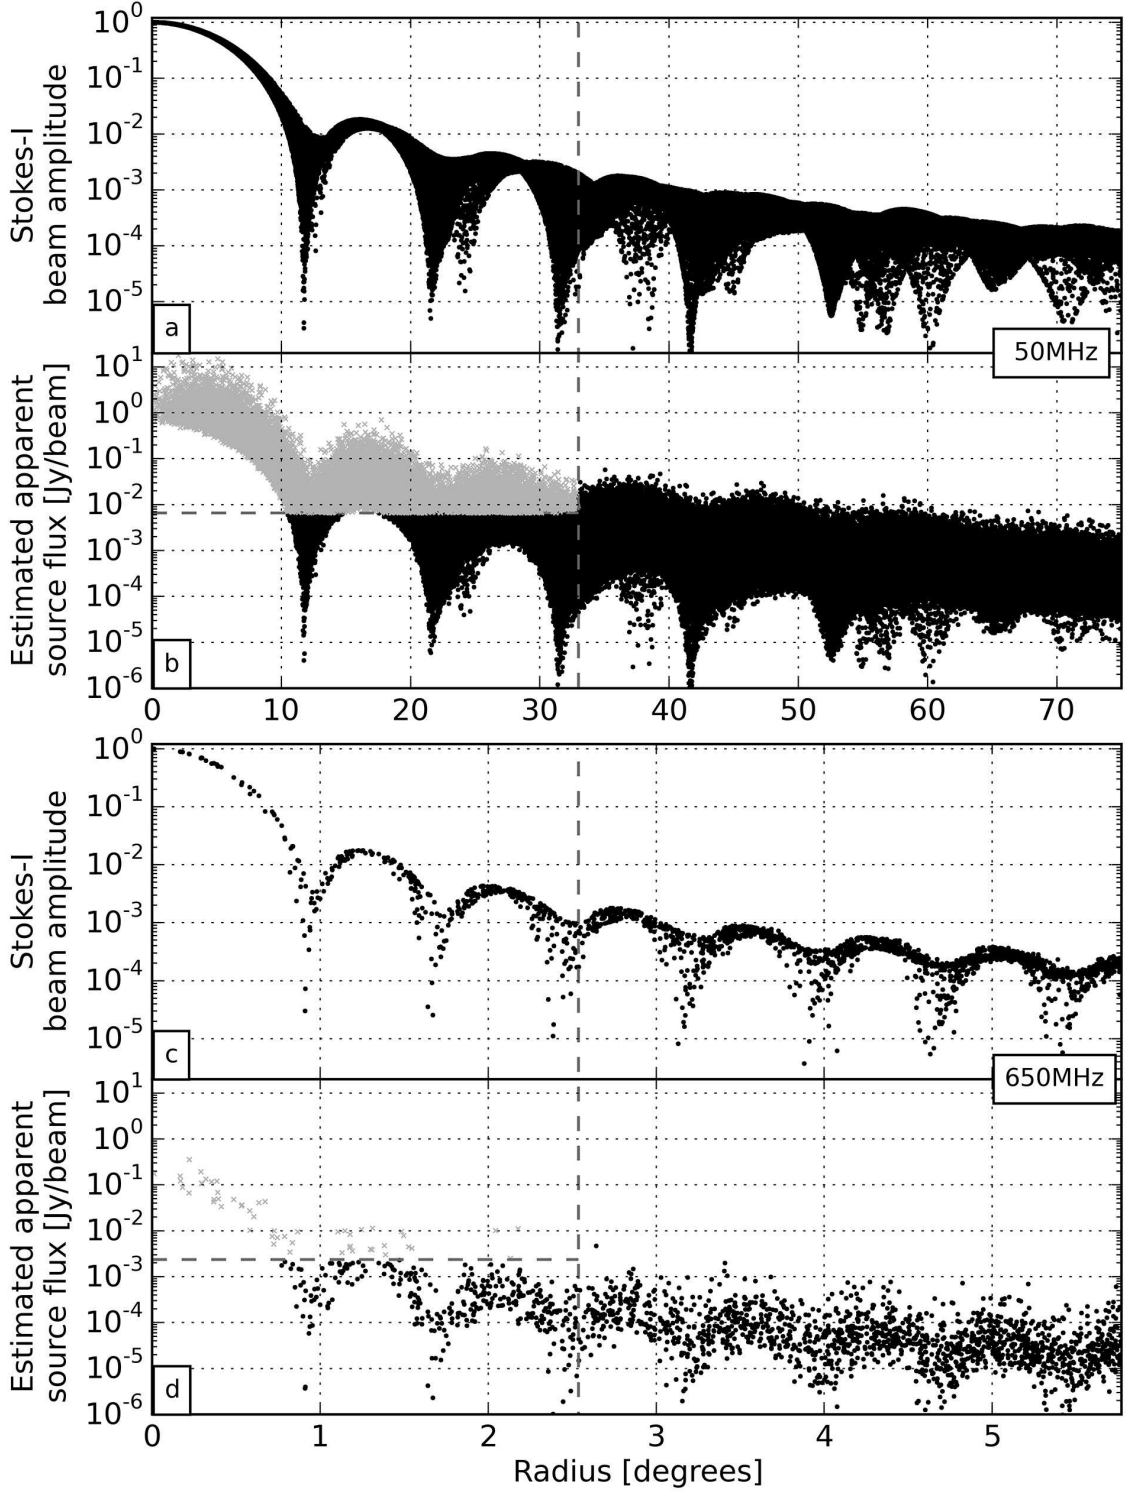 10^0
10^-1
10^-2
10^-3
10^-4
10^-5
Stokes-I
beam amplitude
a
50MHz
10^1
10^0
10^-1
10^-2
10^-3
10^-4
10^-5
10^-6
Estimated apparent
source flux [Jy/beam]
b
0 10 20 30 40 50 60 70
10^0
10^-1
10^-2
10^-3
10^-4
10^-5
Stokes-I
beam amplitude
c
650MHz
10^1
10^0
10^-1
10^-2
10^-3
10^-4
10^-5
10^-6
Estimated apparent
source flux [Jy/beam]
d
0 1 2 3 4 5
Radius [degrees]